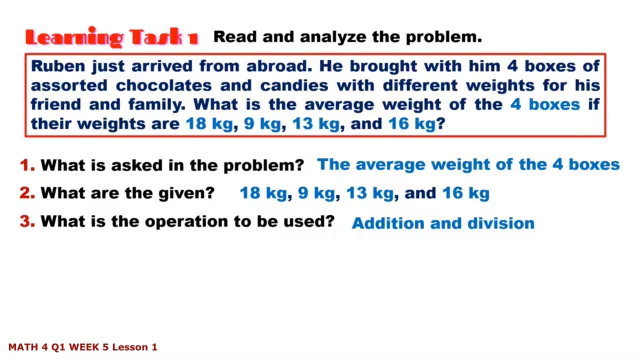 Learning Task 1 Read and analyze the problem.
Ruben just arrived from abroad. He brought with him 4 boxes of
assorted chocolates and candies with different weights for his
friend and family. What is the average weight of the 4 boxes if
their weights are 18 kg, 9 kg, 13 kg, and 16 kg?
1. What is asked in the problem? The average weight of the 4 boxes
2. What are the given? 18 kg, 9 kg, 13 kg, and 16 kg
3. What is the operation to be used? Addition and division
MATH 4 Q1 WEEK 5 Lesson 1